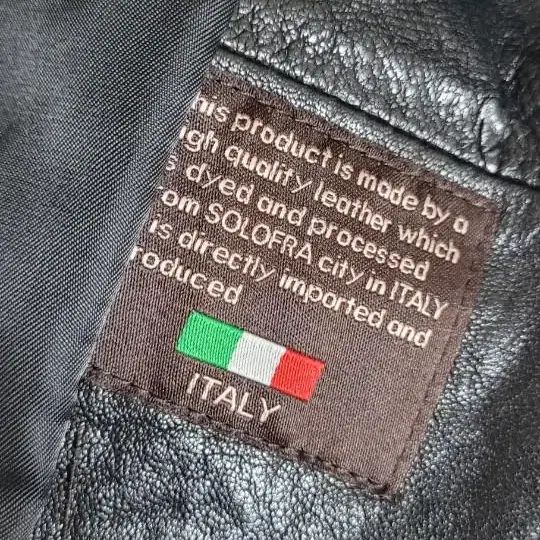 his product is made by a
igh quality leather which
s dyed and processed
rom SOLOFRA city in ITALY
is directly imported and
roduced
ITALY